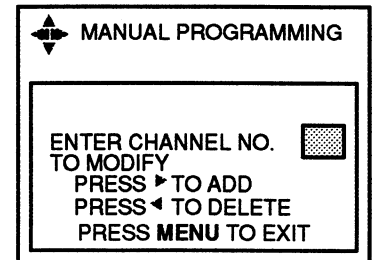 MANUAL PROGRAMMING
ENTER CHANNEL NO.
TO MODIFY
PRESS ▶ TO ADD
PRESS ◀ TO DELETE
PRESS MENU TO EXIT